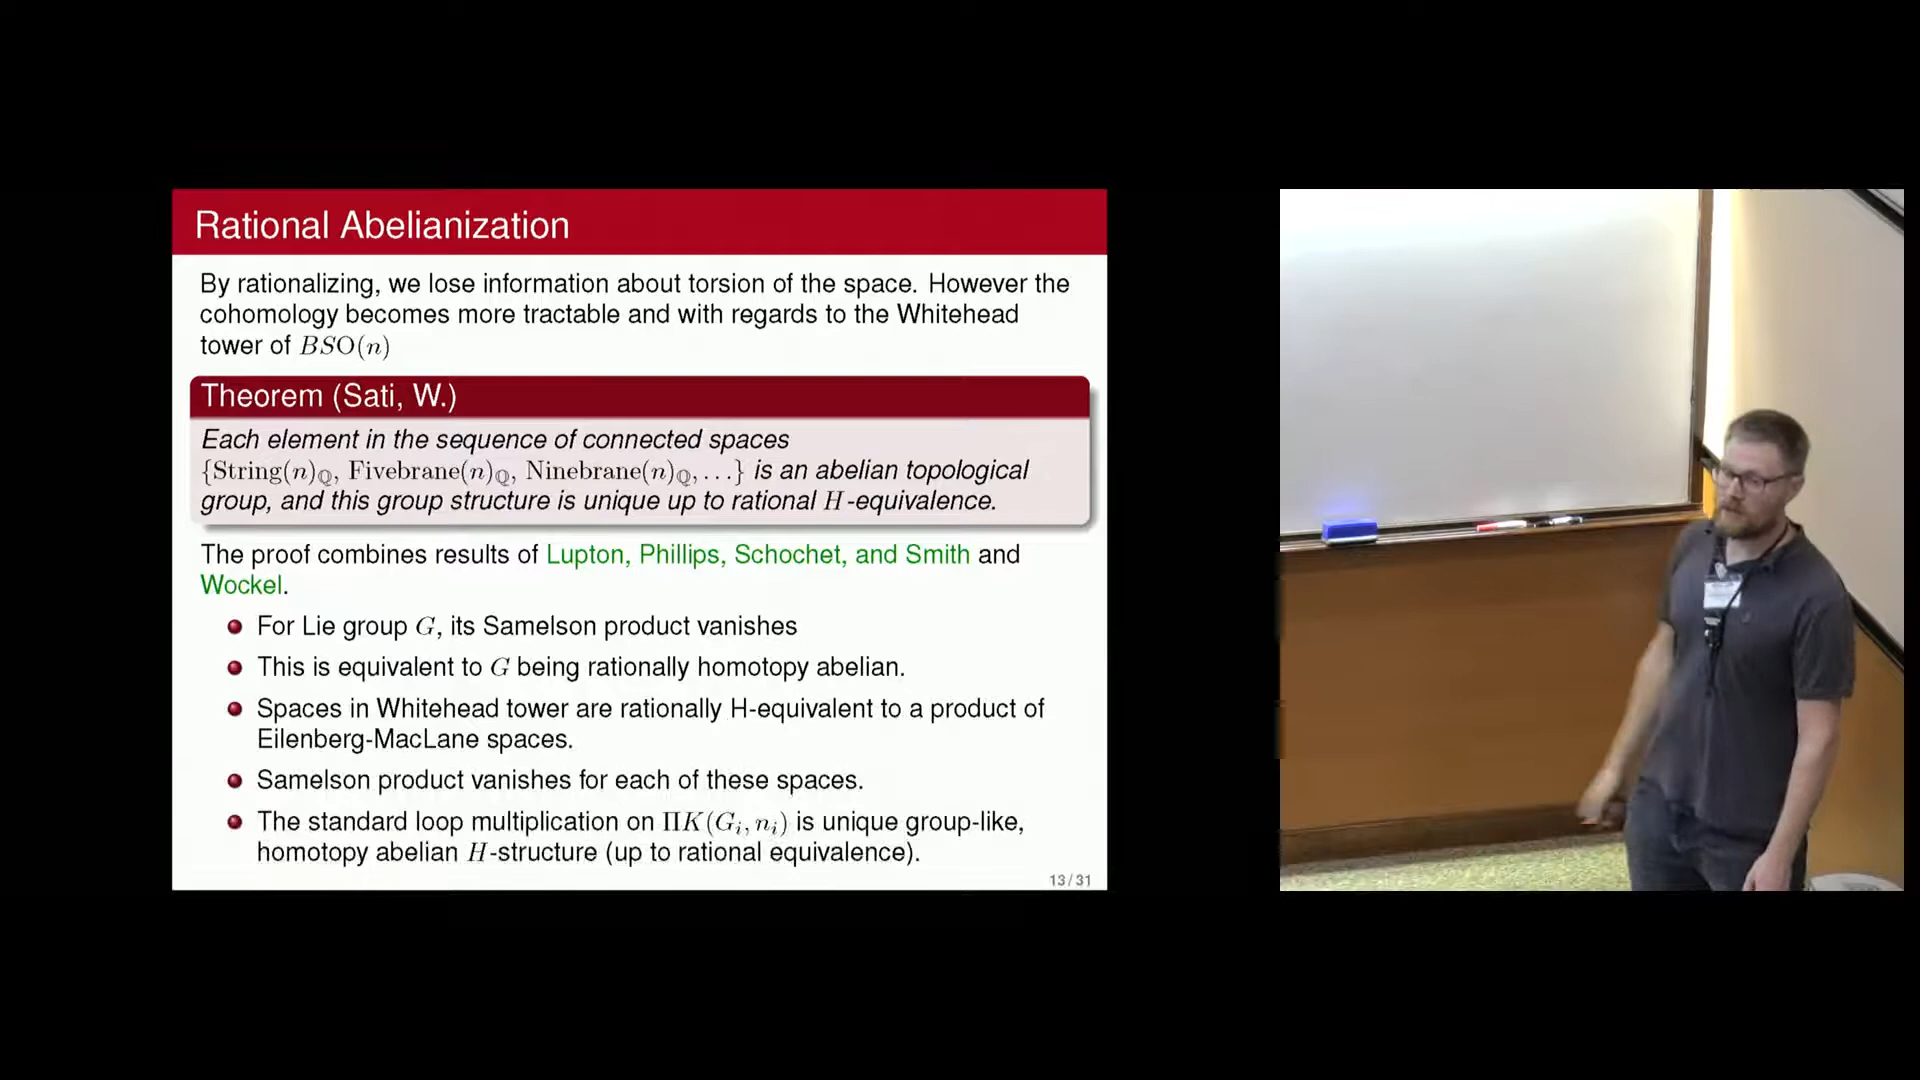 Rational Abelianization
By rationalizing, we lose information about torsion of the space. However the
cohomology becomes more tractable and with regards to the Whitehead
tower of BSO(n)
Theorem (Sati, W.)
Each element in the sequence of connected spaces
{String(n)_ℚ, Fivebrane(n)_ℚ, Ninebrane(n)_ℚ, …} is an abelian topological
group, and this group structure is unique up to rational H-equivalence.
The proof combines results of Lupton, Phillips, Schochet, and Smith and
Wockel.
For Lie group G, its Samelson product vanishes
This is equivalent to G being rationally homotopy abelian.
Spaces in Whitehead tower are rationally H-equivalent to a product of
Eilenberg-MacLane spaces.
Samelson product vanishes for each of these spaces.
The standard loop multiplication on ΠK(G_i, n_i) is unique group-like,
homotopy abelian H-structure (up to rational equivalence).
13/31